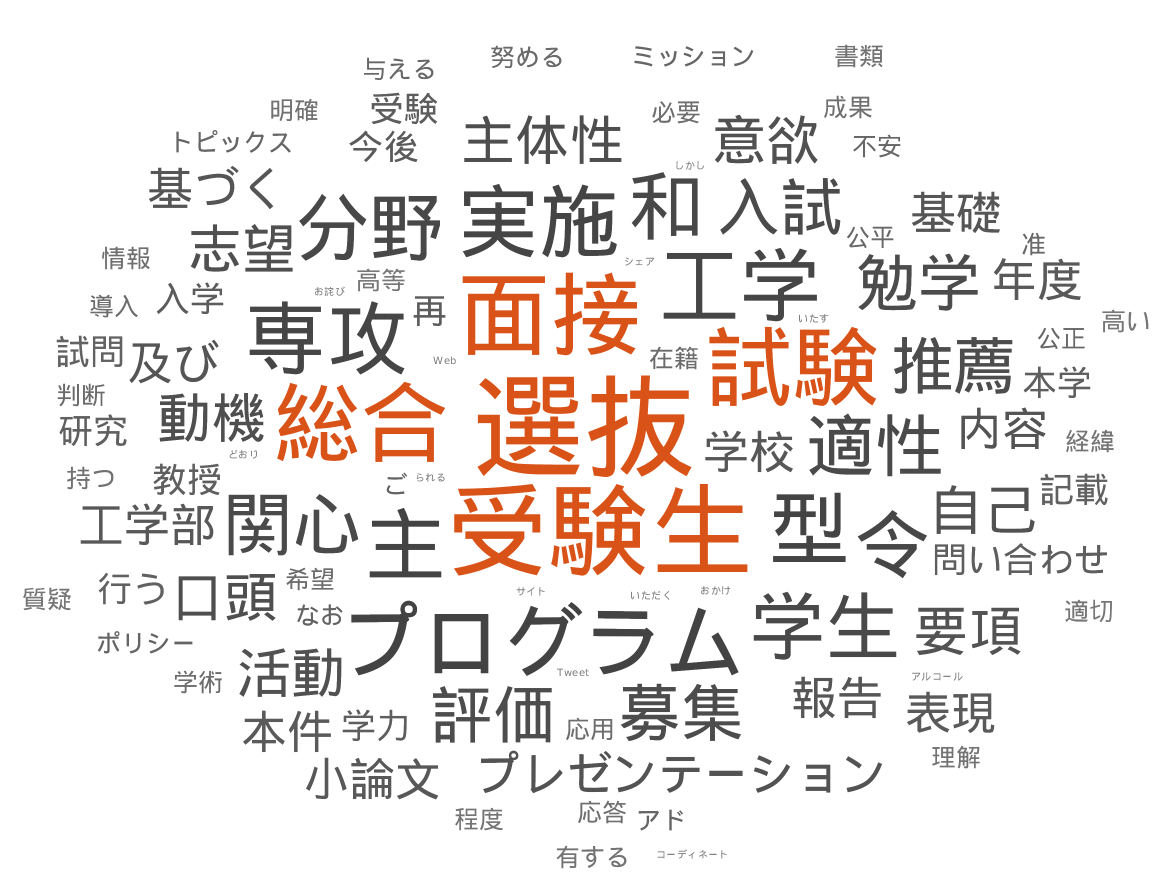 努める ミッション 書類
与える
明確 受験 必要 成果
トピックス 今後 主体性 意欲 不安
しかし
基づく 分野 実施 和 入試 基礎
志望 公平 准
情報 シェア
高等 工学 勉学 年度
導入 入学 お詫び 再 面接 いたす 高い
専攻 公正
試問 及び Web 在籍 試験 推薦 本学
判断
研究 動機 総合 選抜 学校 適性 内容 経緯
どおり
持つ 教授 ご られる 記載
工学部 関心 主 受験生 型 令 自己
問い合わせ
質疑 行う 口頭 希望 サイト いただく おかけ
なお プログラム 学生 要項 適切
ポリシー
学術 活動 Tweet アルコール
本件 学力 評価 応用 募集 報告 表現
小論文 プレゼンテーション 理解
程度 応答 アド
有する コーディネート